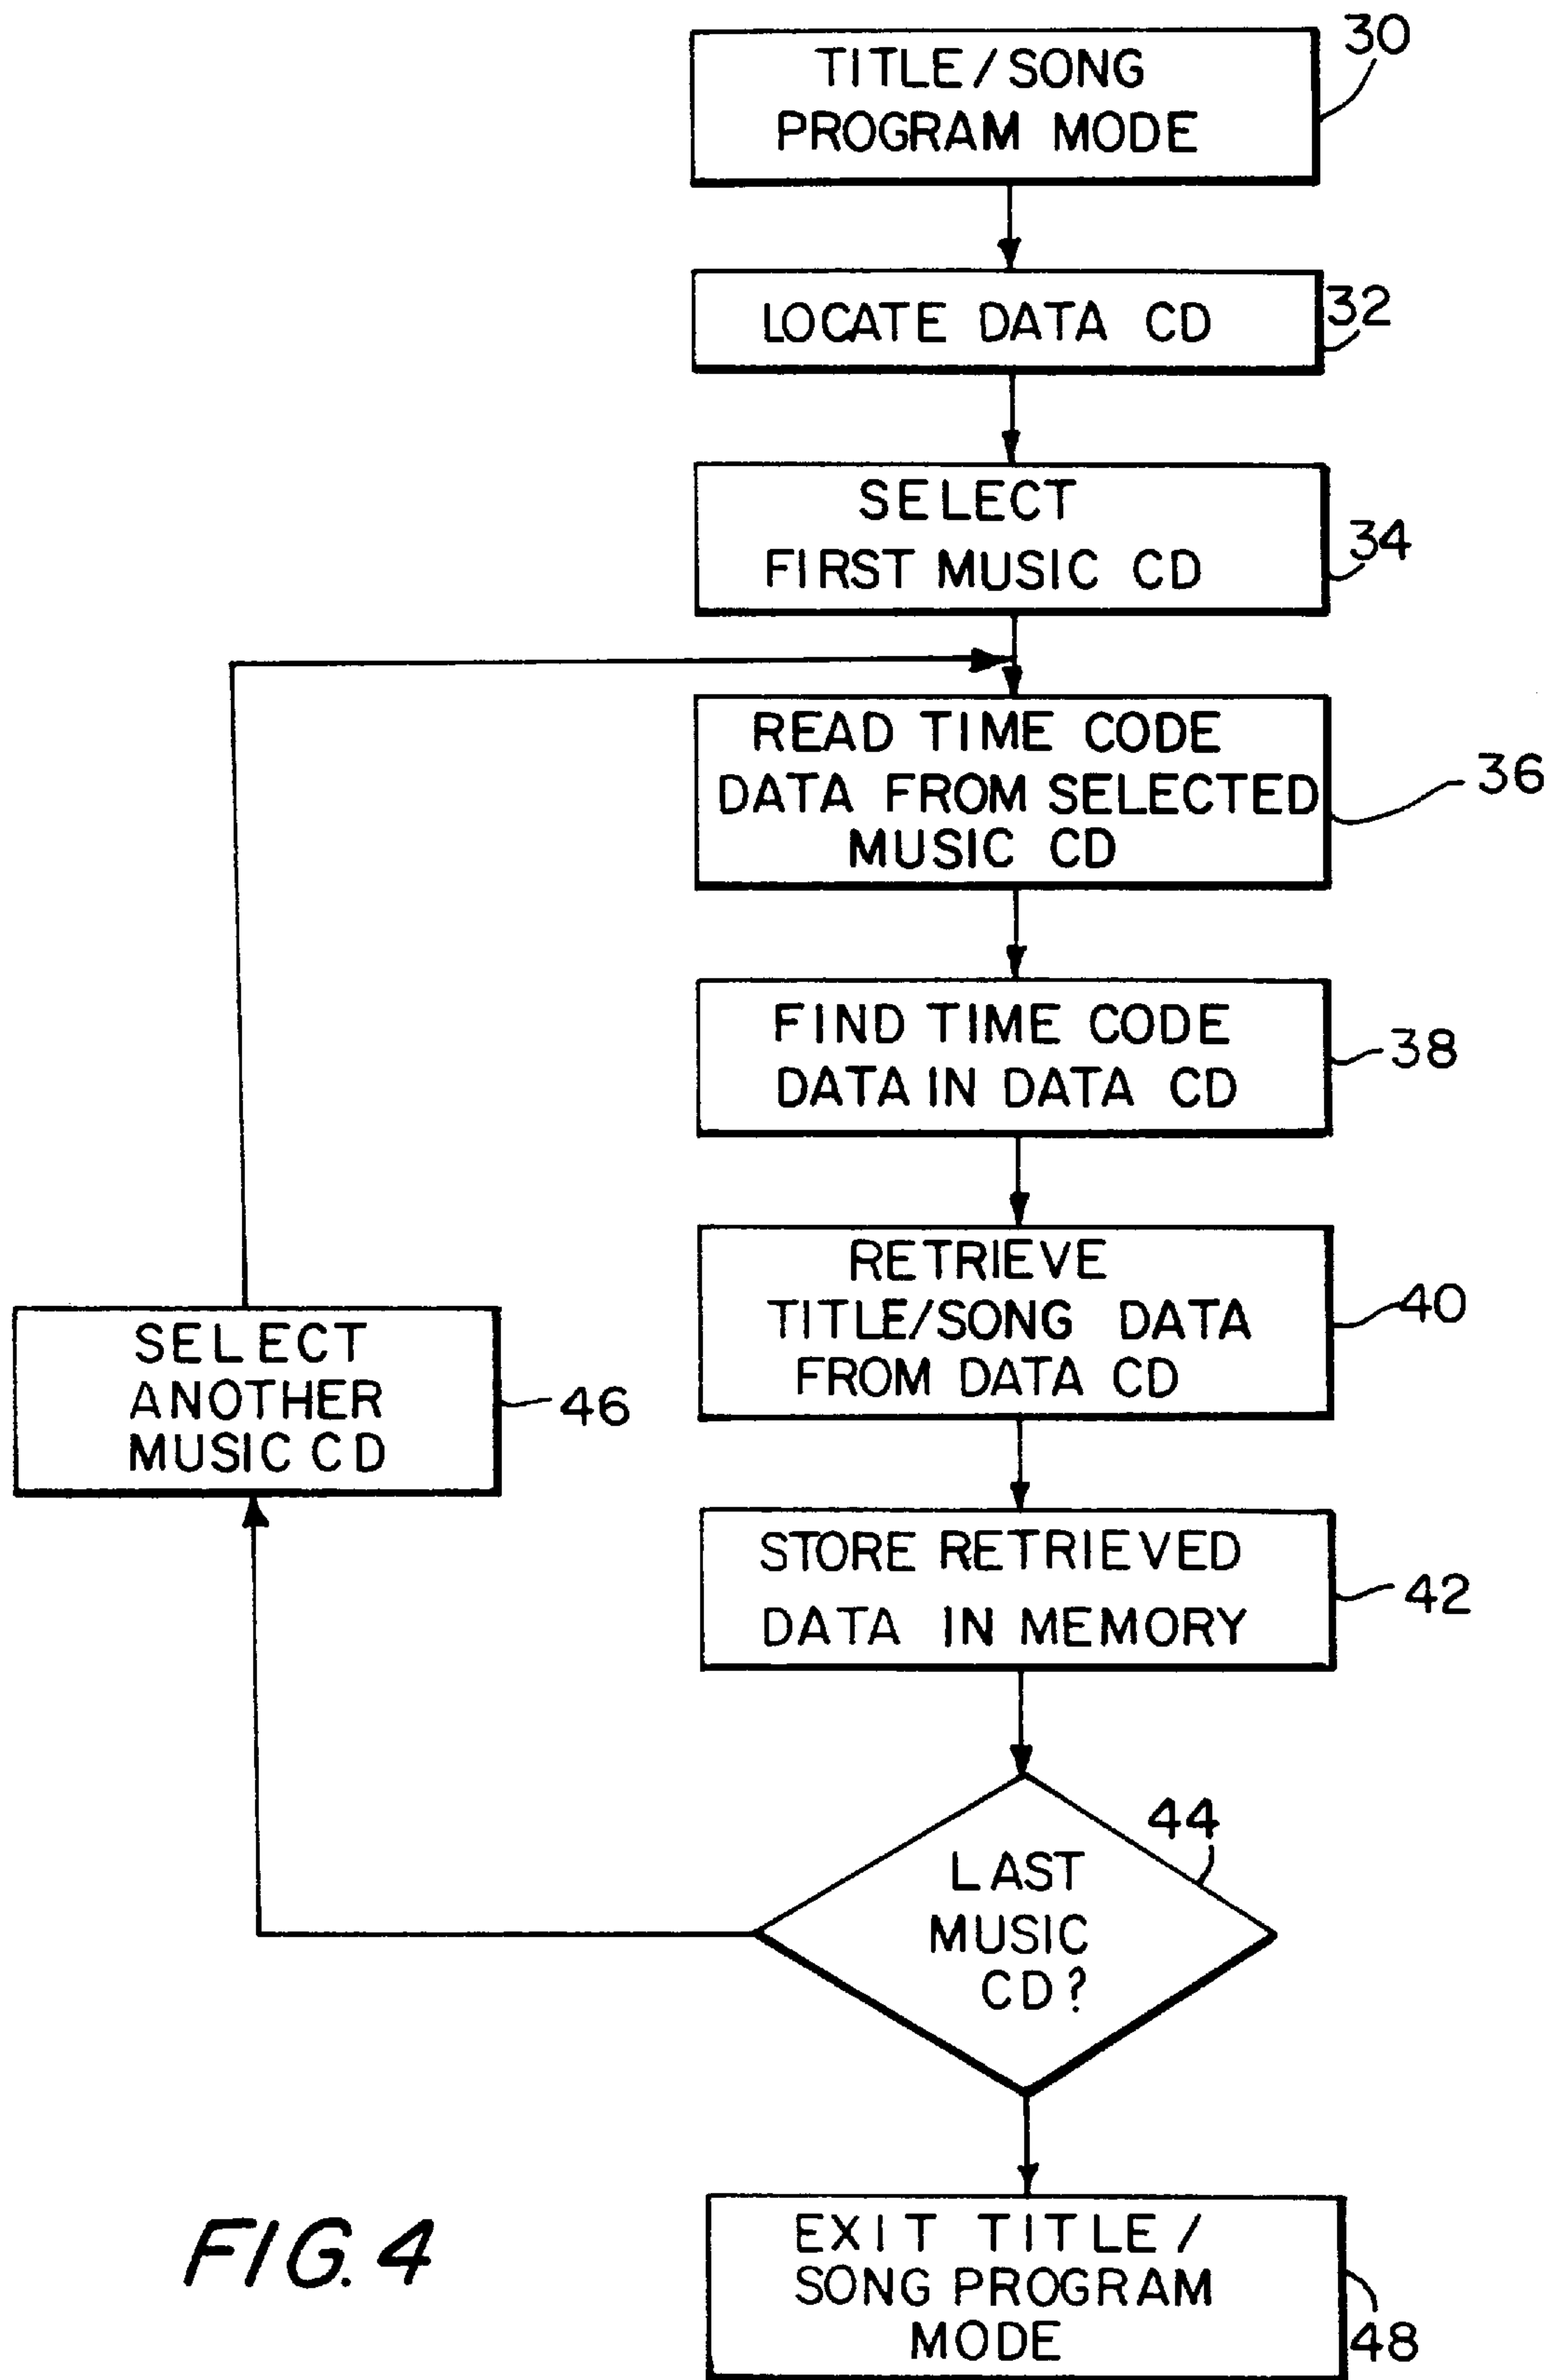 TITLE/SONG
PROGRAM MODE
30
LOCATE DATA CD
32
SELECT
FIRST MUSIC CD
34
READ TIME CODE
DATA FROM SELECTED
MUSIC CD
36
FIND TIME CODE
DATA IN DATA CD
38
RETRIEVE
TITLE/SONG DATA
FROM DATA CD
40
SELECT
ANOTHER
MUSIC CD
46
STORE RETRIEVED
DATA IN MEMORY
42
44
LAST
MUSIC
CD?
EXIT TITLE/
SONG PROGRAM
MODE
48
FIG. 4